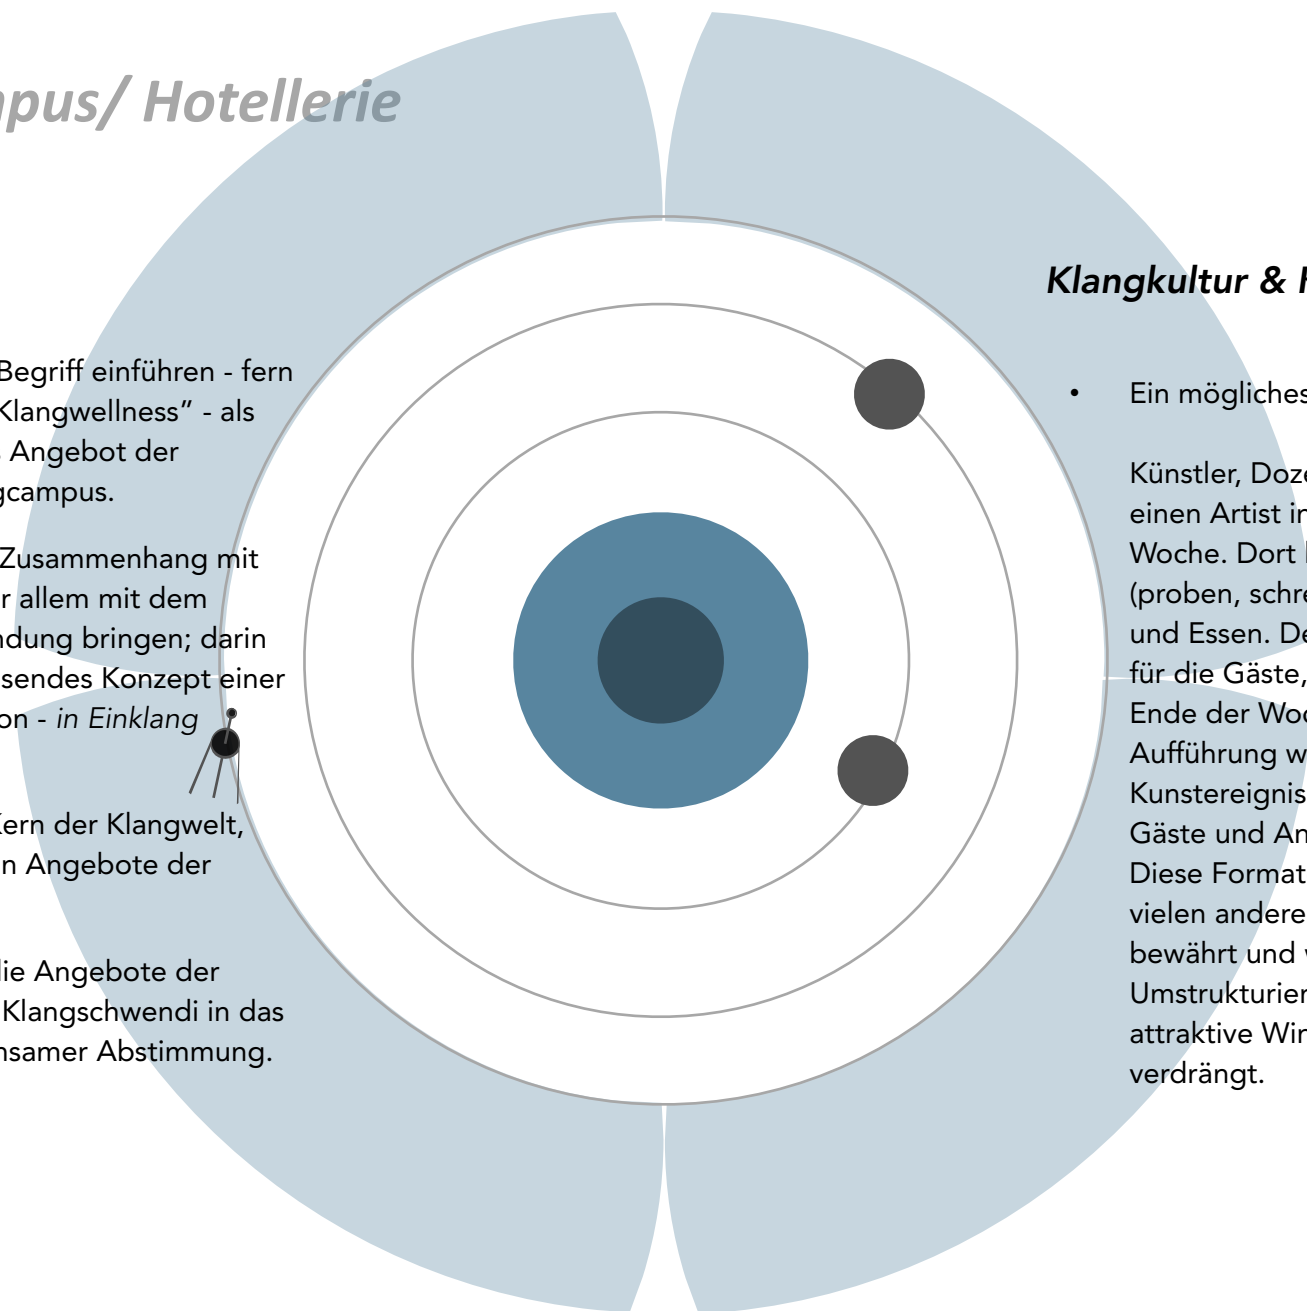 pus/ Hotellerie
Begriff einführen - fern
Klangwellness” - als
Angebot der
gcampus.
Zusammenhang mit
r allem mit dem
ndung bringen; darin
sendes Konzept einer
on - in Einklang
Kern der Klangwelt,
n Angebote der
die Angebote der
Klangschwendi in das
nsamer Abstimmung.
Klangkultur & H
• Ein mögliches
Künstler, Doze
einen Artist in
Woche. Dort
(proben, schre
und Essen. De
für die Gäste,
Ende der Woc
Aufführung w
Kunstereignis
Gäste und An
Diese Format
vielen andere
bewährt und
Umstrukturier
attraktive Win
verdrängt.